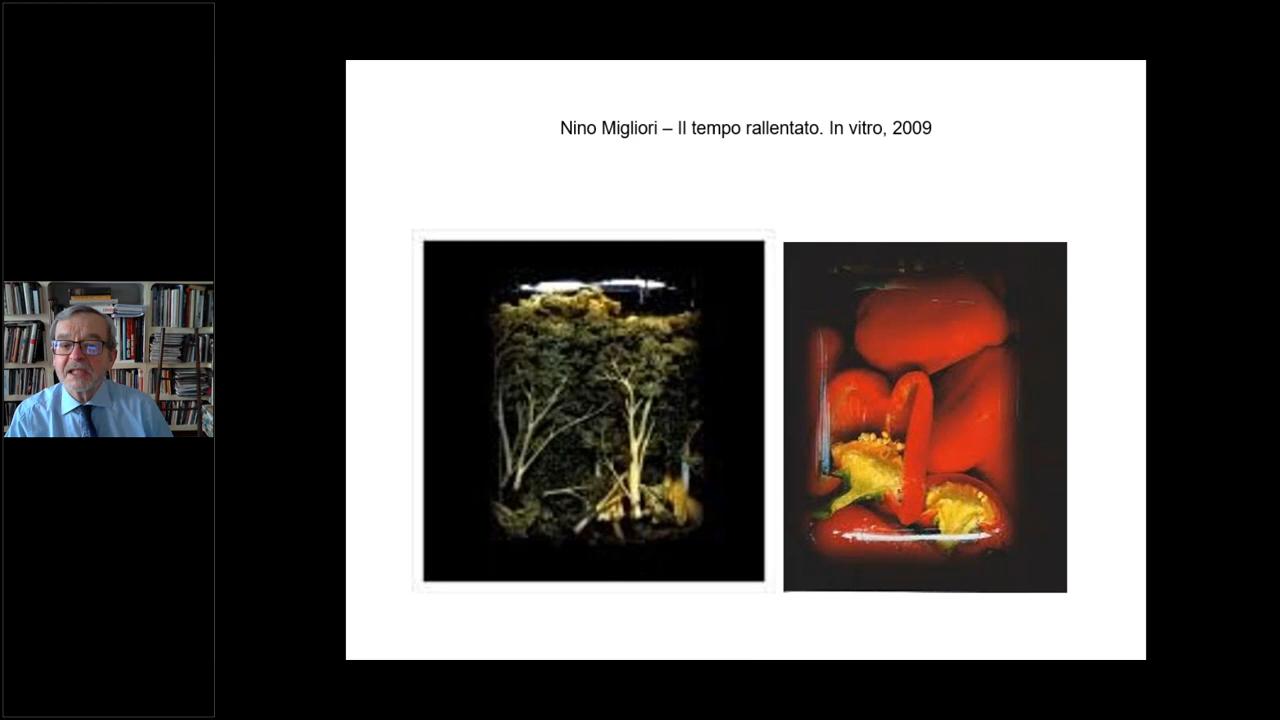 Nino Migliori – Il tempo rallentato. In vitro, 2009